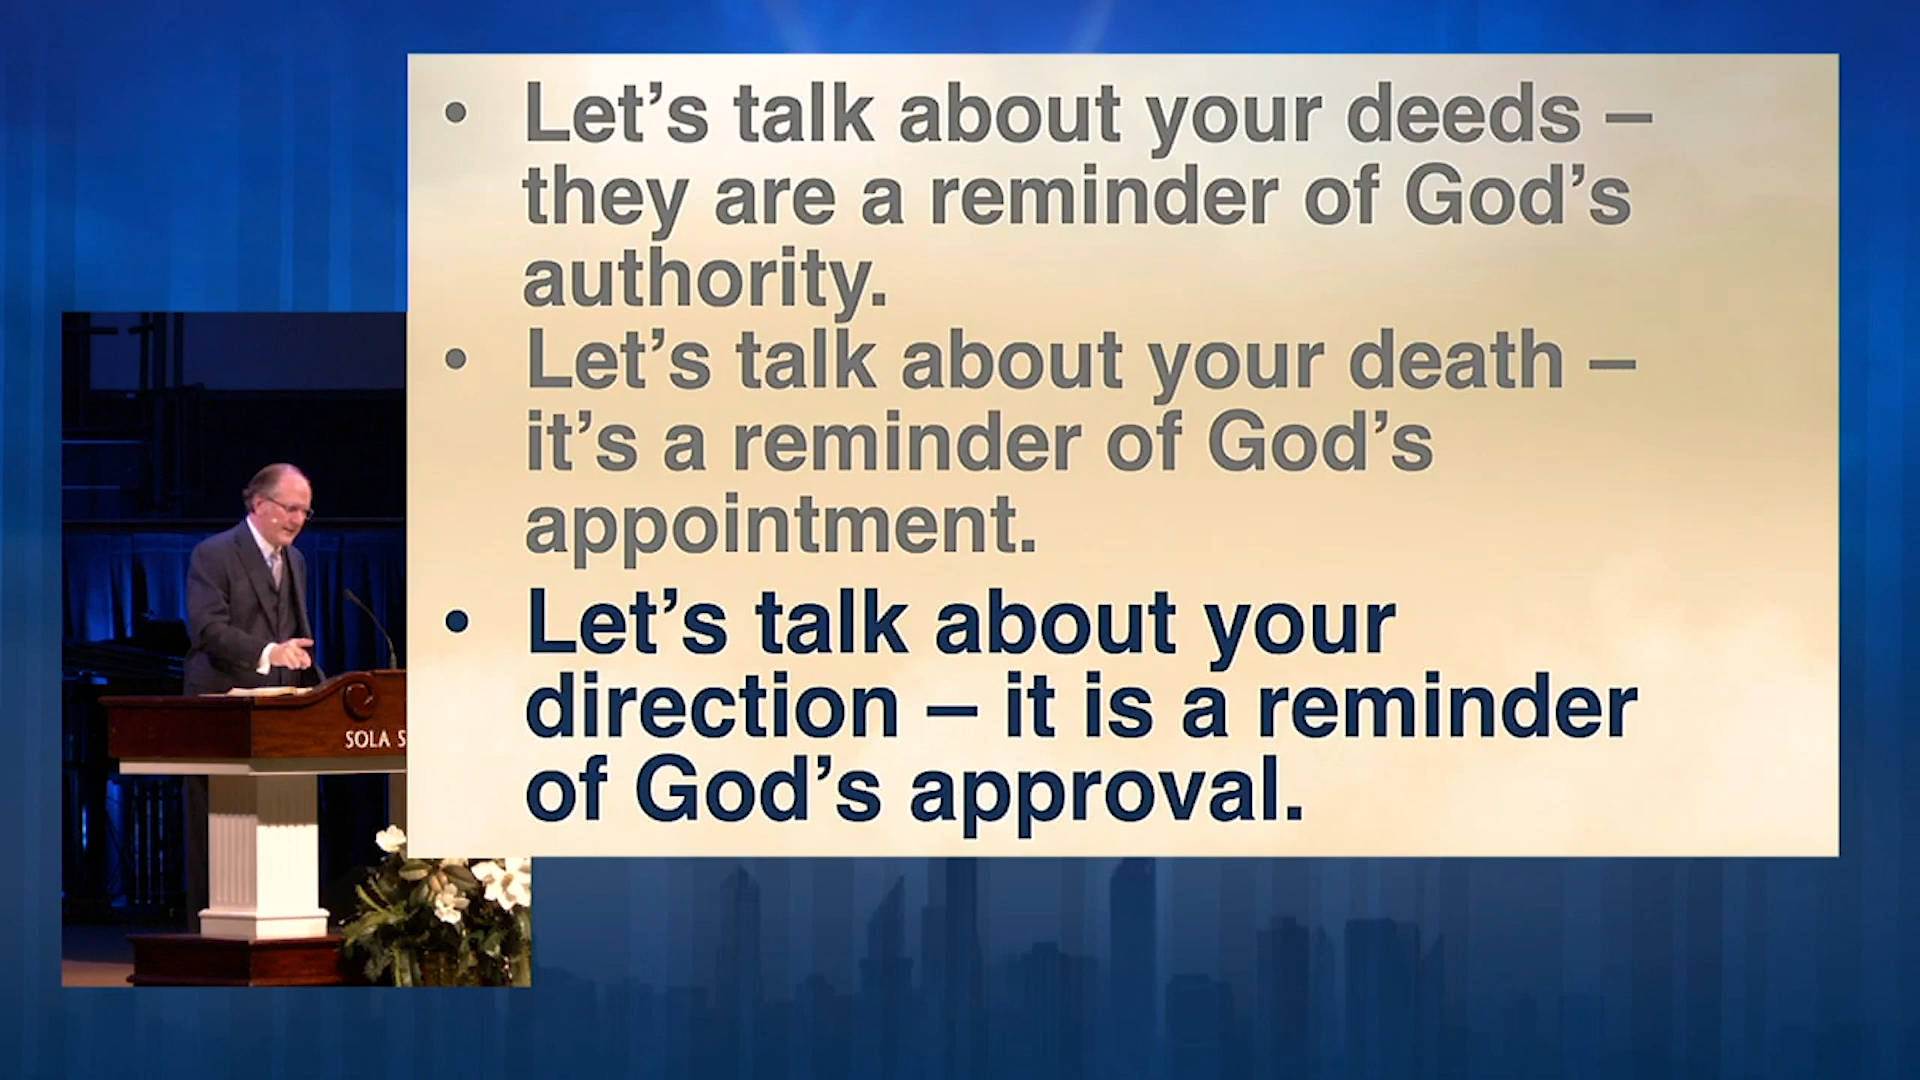 • Let’s talk about your deeds –
they are a reminder of God’s
authority.
• Let’s talk about your death –
it’s a reminder of God’s
appointment.
• Let’s talk about your
direction – it is a reminder
of God’s approval.
SOLA S